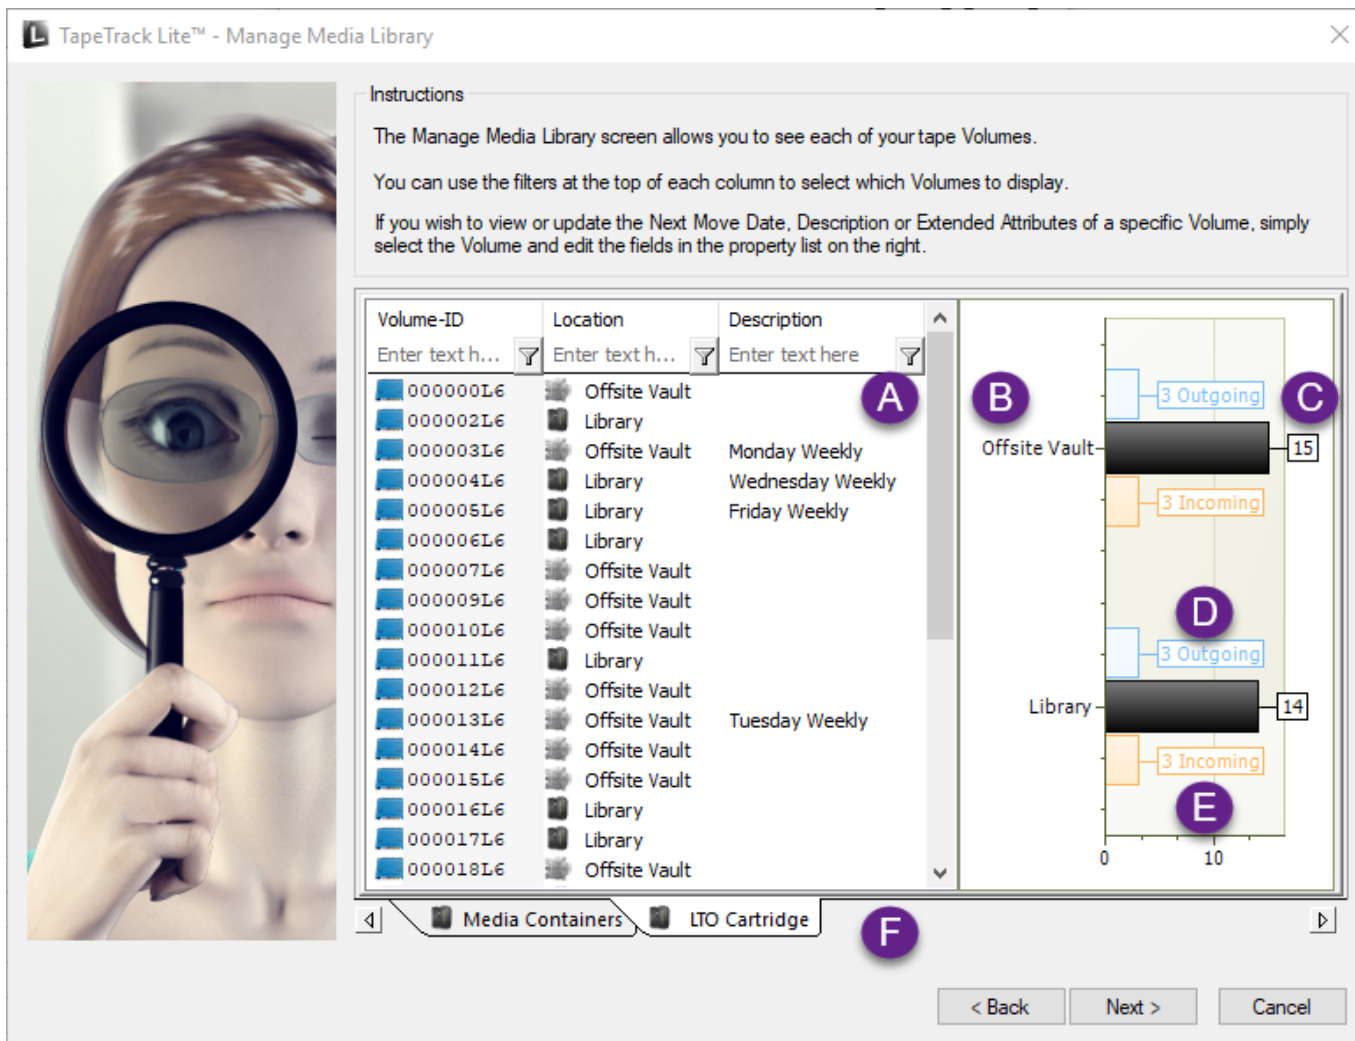 L TapeTrack Lite™ - Manage Media Library
Instructions
The Manage Media Library screen allows you to see each of your tape Volumes.
You can use the filters at the top of each column to select which Volumes to display.
If you wish to view or update the Next Move Date, Description or Extended Attributes of a specific Volume, simply
select the Volume and edit the fields in the property list on the right.
Volume-ID Location Description
Enter text h... Enter text h... Enter text here
000000L6 Offsite Vault
000002L6 Library
000003L6 Offsite Vault Monday Weekly
000004L6 Library Wednesday Weekly
000005L6 Library Friday Weekly
000006L6 Library
000007L6 Offsite Vault
000009L6 Offsite Vault
000010L6 Offsite Vault
000011L6 Library
000012L6 Offsite Vault
000013L6 Offsite Vault Tuesday Weekly
000014L6 Offsite Vault
000015L6 Offsite Vault
000016L6 Library
000017L6 Library
000018L6 Offsite Vault
A
B
3 Outgoing
C
Offsite Vault
15
3 Incoming
D
3 Outgoing
Library
14
3 Incoming
E
0 10
Media Containers LTO Cartridge
F
< Back Next > Cancel